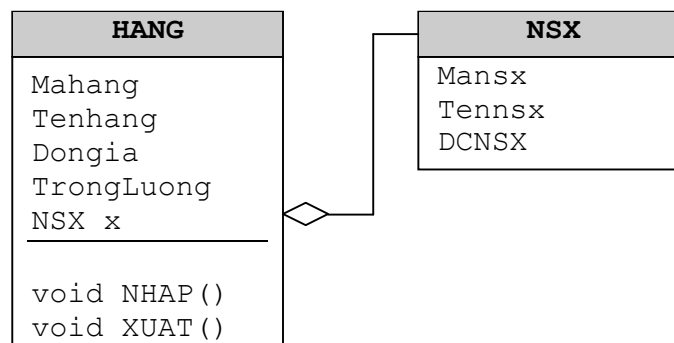 HANG
Mahang
Tenhang
Dongia
TrongLuong
NSX x
void NHAP()
void XUAT()
NSX
Mansx
Tennsx
DCNSX